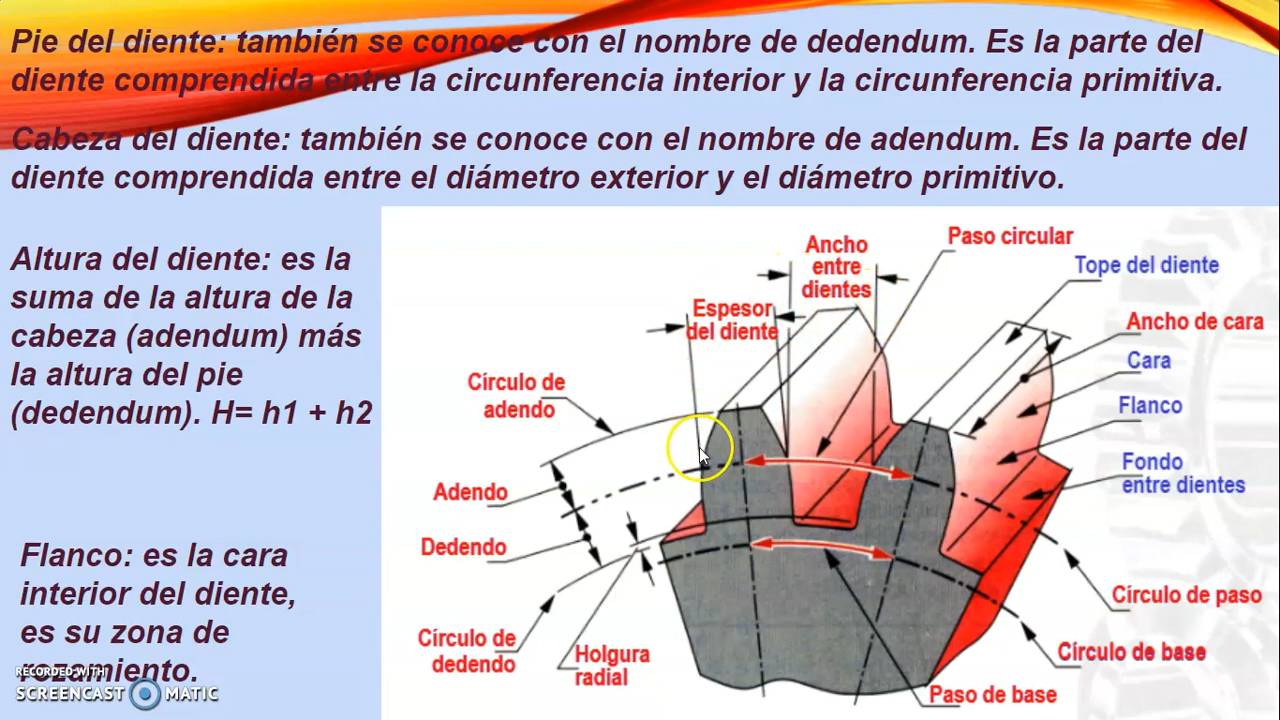 Pie del diente: también se conoce con el nombre de dedendum. Es la parte del
diente comprendida entre la circunferencia interior y la circunferencia primitiva.
Cabeza del diente: también se conoce con el nombre de adendum. Es la parte del
diente comprendida entre el diámetro exterior y el diámetro primitivo.
Altura del diente: es la
suma de la altura de la
cabeza (adendum) más
la altura del pie
(dedendum). H= h1 + h2
Flanco: es la cara
interior del diente,
es su zona de
rozamiento.
RECORDED WITH
SCREENCAST MATIC
Ancho
entre
dientes
Paso circular
Tope del diente
Espesor
del diente
Ancho de cara
Cara
Círculo de
adendo
Flanco
Fondo
entre dientes
Adendo
Dedendo
Círculo de paso
Círculo de
dedendo
Holgura
radial
Círculo de base
Paso de base